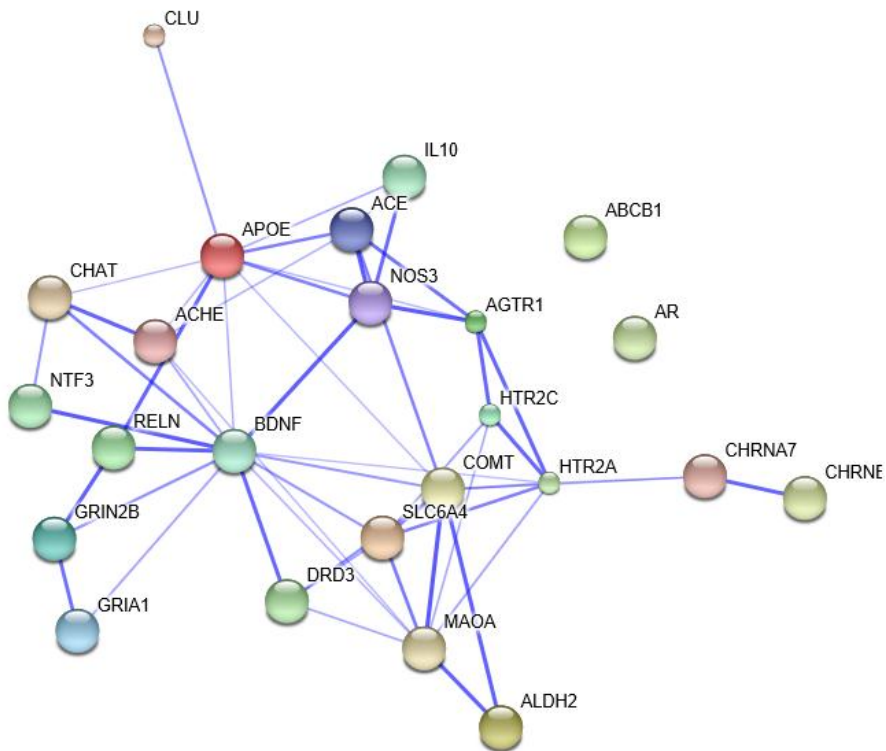 CLU
IL10
ACE
ABCB1
APOE
NOS3
CHAT
AGTR1
AR
ACHE
NTF3
HTR2C
RELN
BDNF
COMT
HTR2A
CHRNA7
CHRNE
GRIN2B
SLC6A4
DRD3
GRIA1
MAOA
ALDH2